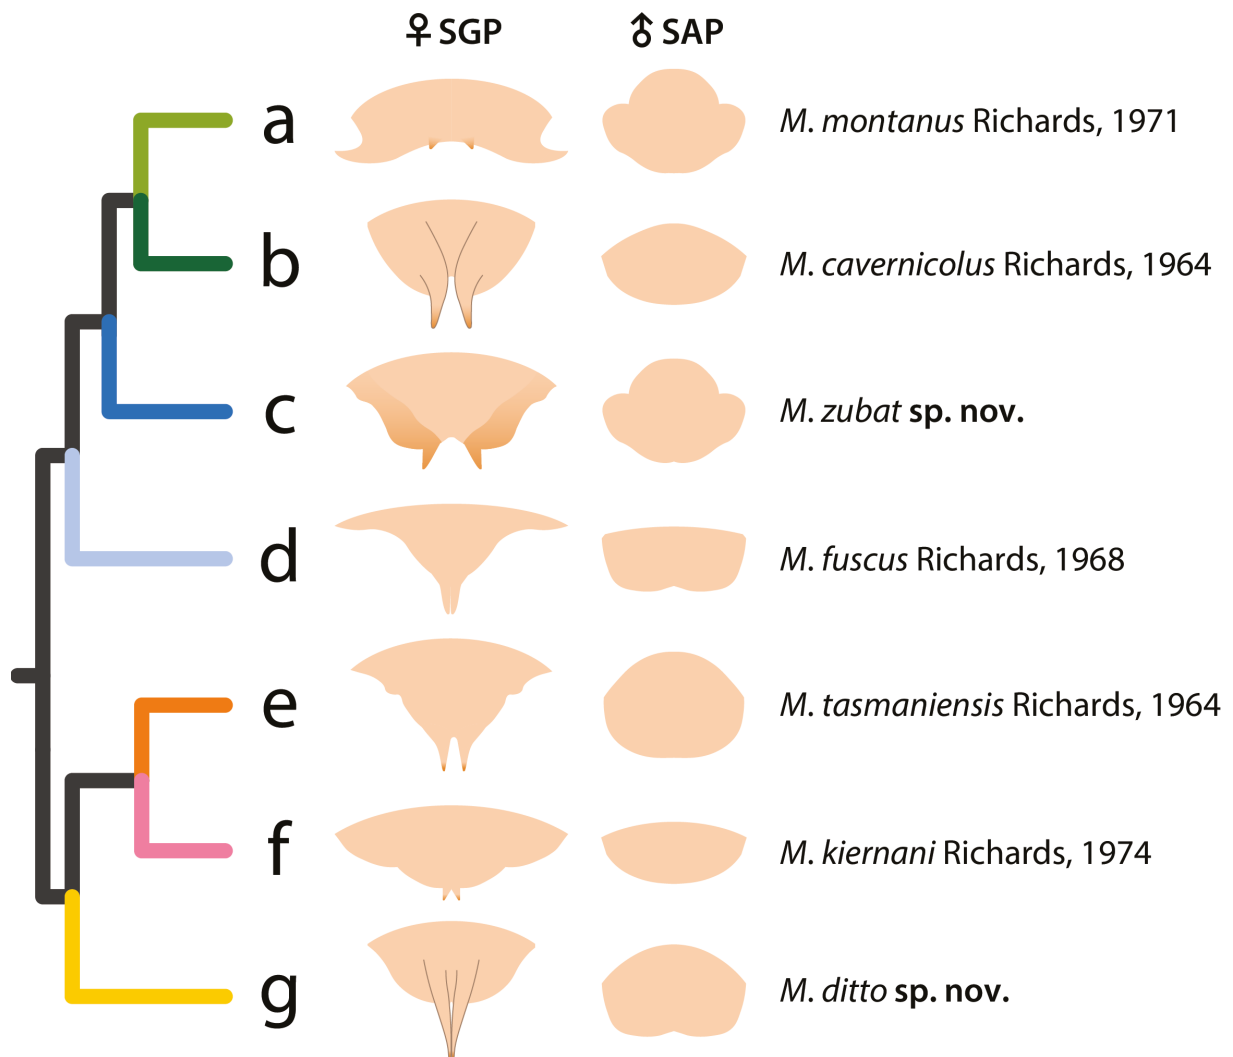 ♀ SGP ♂ SAP
a M. montanus Richards, 1971
b M. cavernicolus Richards, 1964
c M. zubat sp. nov.
d M. fuscus Richards, 1968
e M. tasmaniensis Richards, 1964
f M. kiernani Richards, 1974
g M. ditto sp. nov.